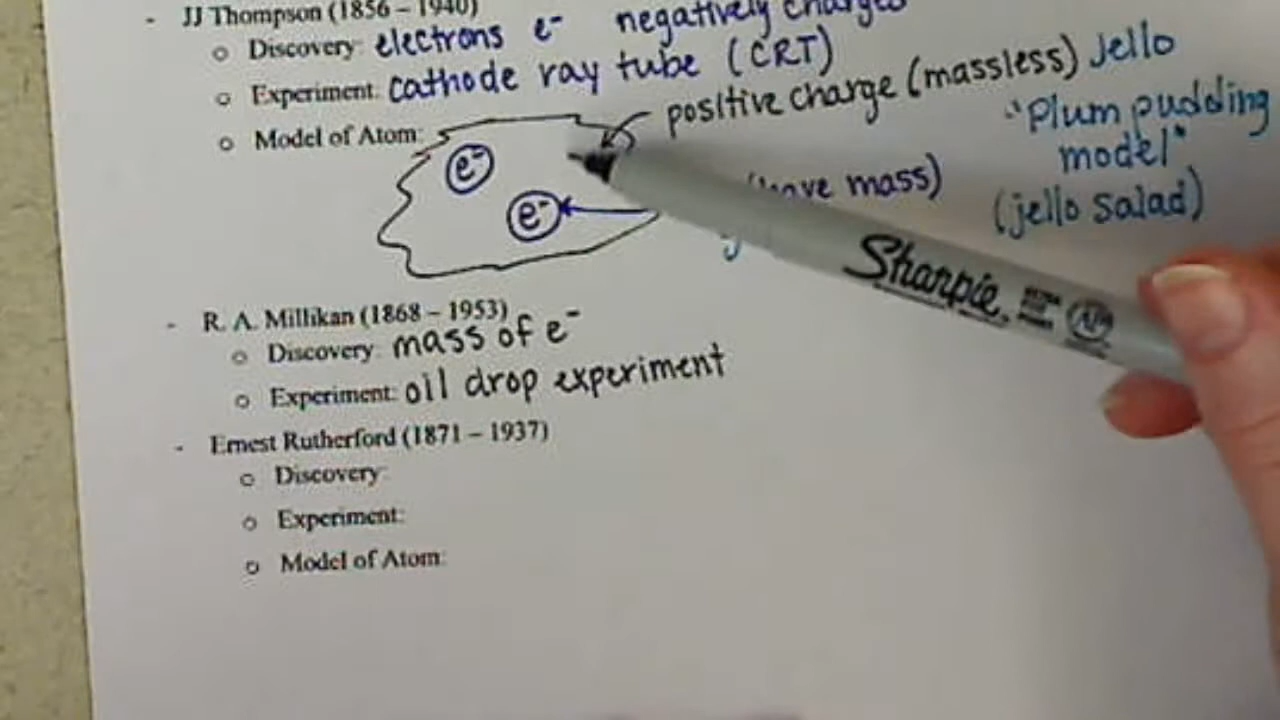 - JJ Thompson (1856 – 1940)
o Discovery: electrons e⁻ negatively charged
o Experiment: cathode ray tube (CRT)
positive charge (massless) Jello
o Model of Atom:
"Plum pudding
model"
(jello salad)
e⁻
e⁻
mass)
Sharpie
- R. A. Millikan (1868 – 1953)
o Discovery: mass of e⁻
o Experiment: oil drop experiment
- Ernest Rutherford (1871 – 1937)
o Discovery:
o Experiment:
o Model of Atom: